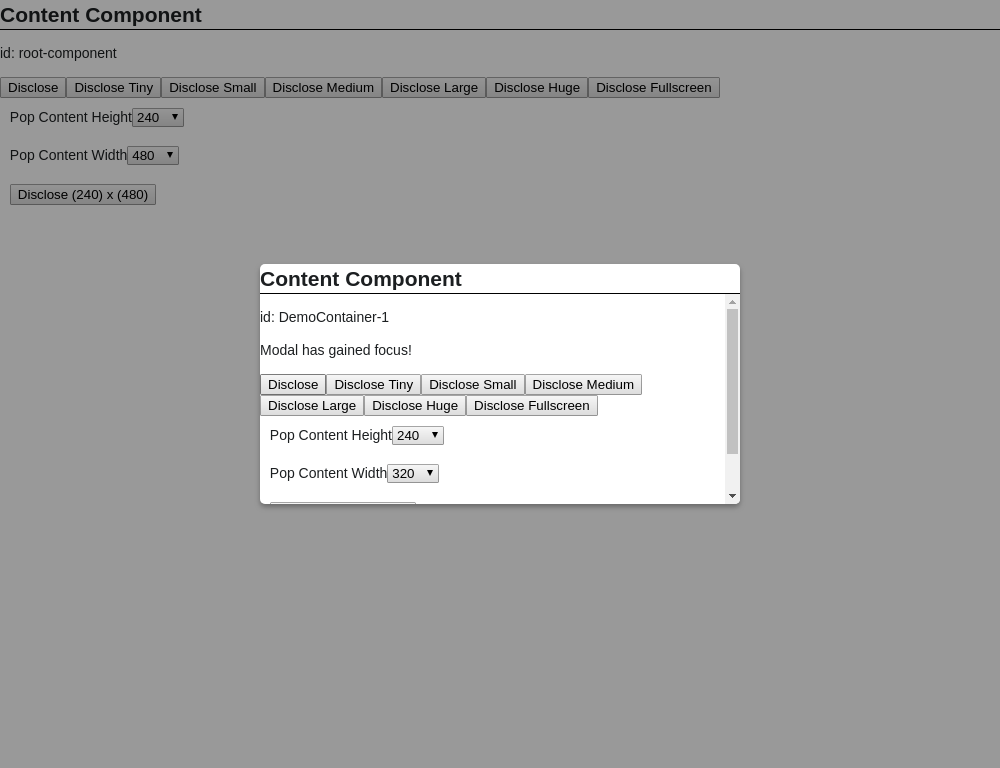 Content Component
id: root-component
Disclose Disclose Tiny Disclose Small Disclose Medium Disclose Large Disclose Huge Disclose Fullscreen
Pop Content Height 240
Pop Content Width 480
Disclose (240) x (480)
Content Component
id: DemoContainer-1
Modal has gained focus!
Disclose Disclose Tiny Disclose Small Disclose Medium
Disclose Large Disclose Huge Disclose Fullscreen
Pop Content Height 240
Pop Content Width 320